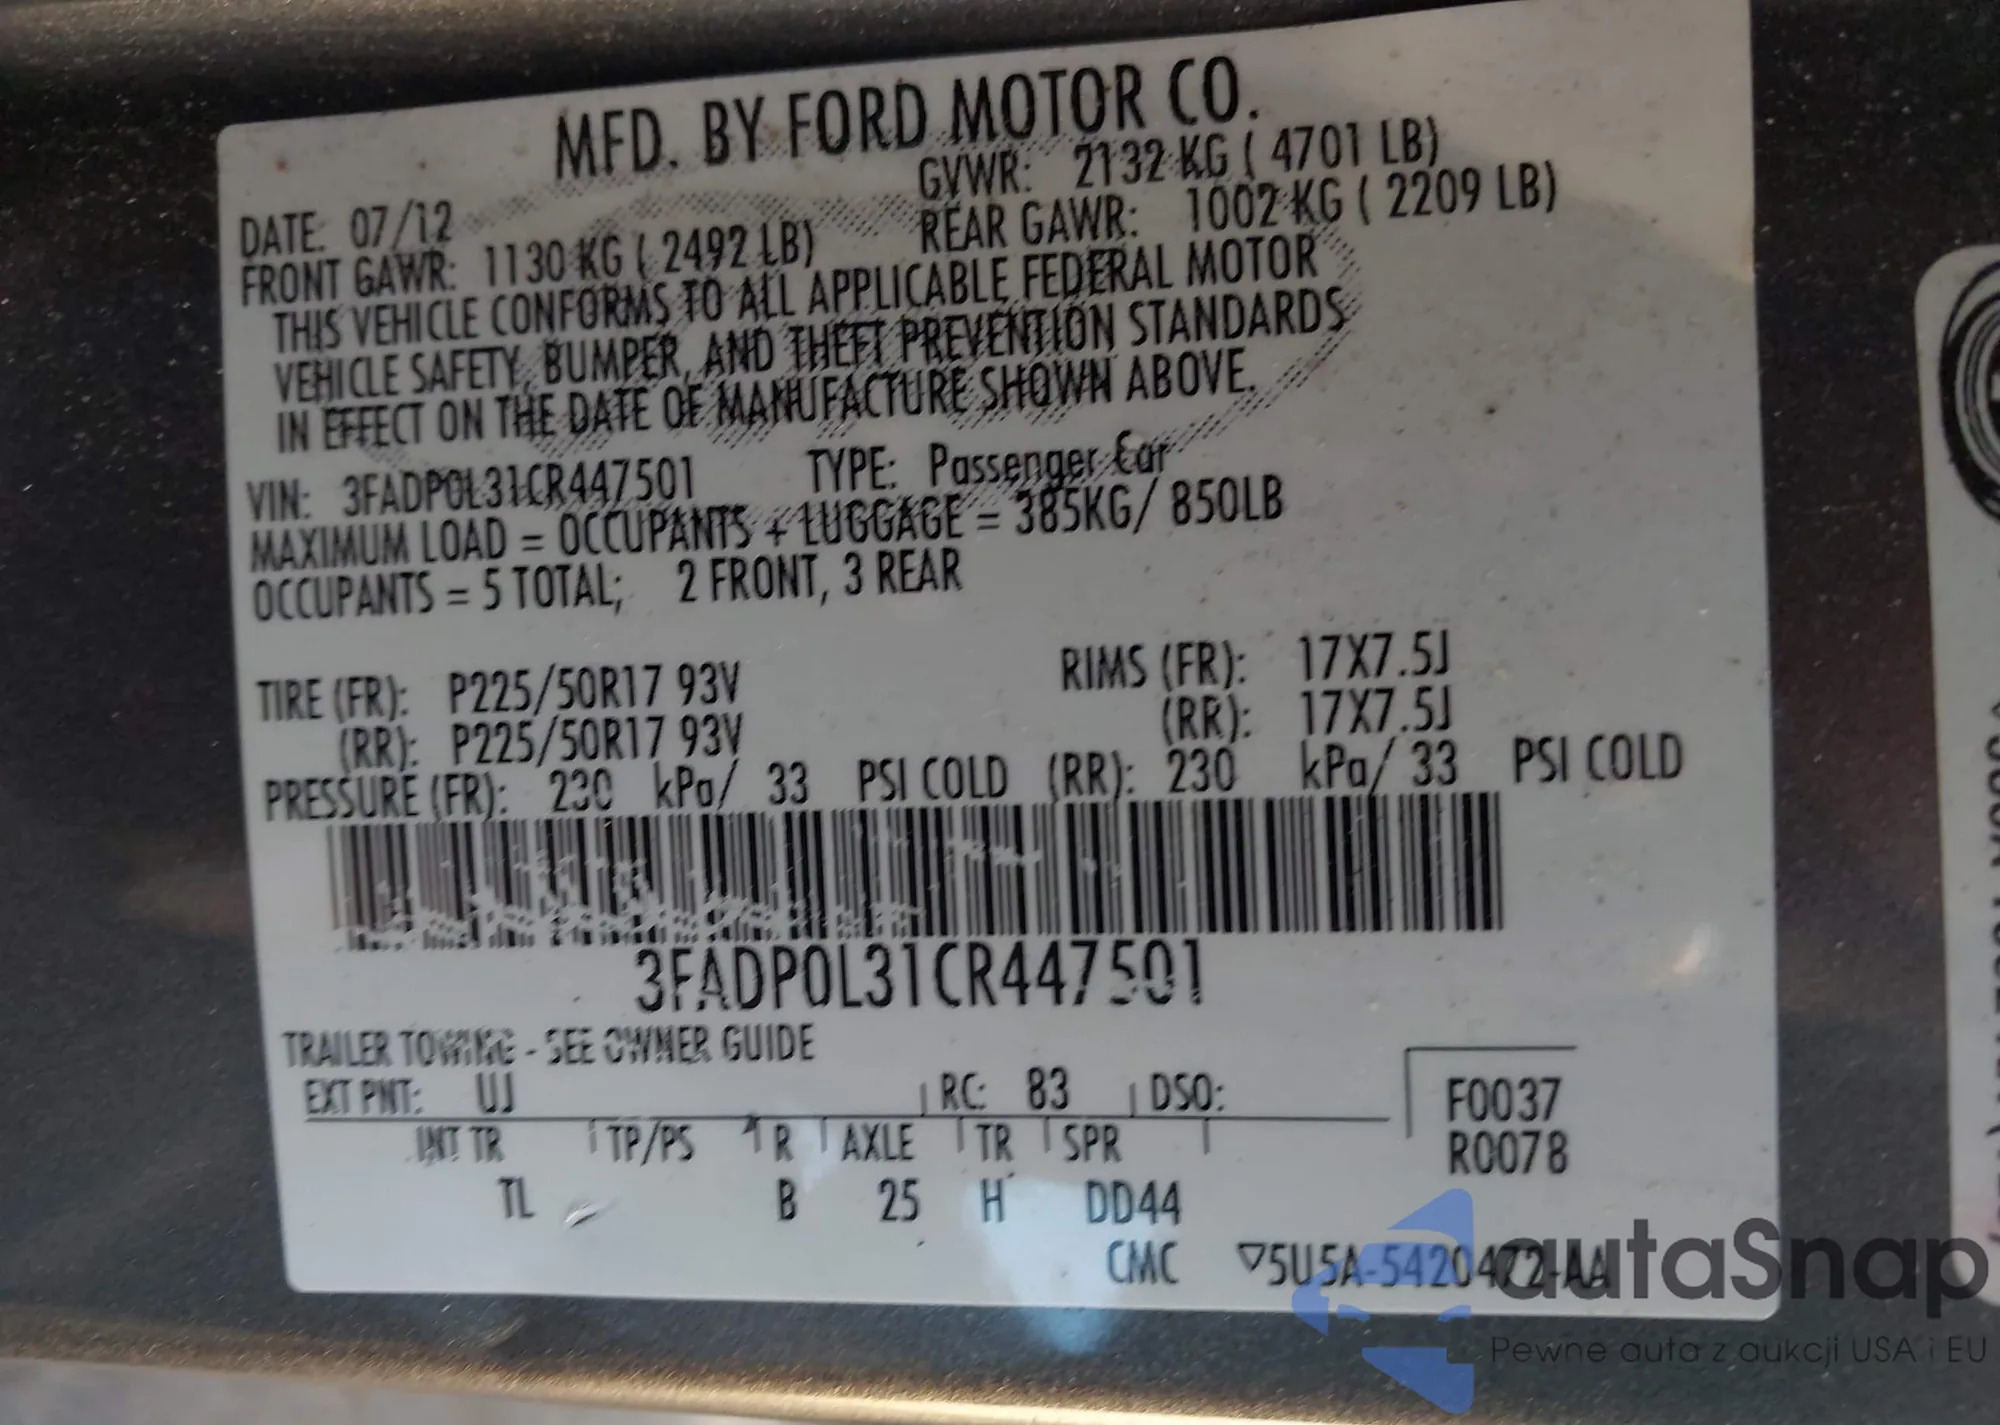 MFD. BY FORD MOTOR CO.
DATE: 07/12 GVWR: 2132 KG ( 4701 LB)
FRONT GAWR: 1130 KG ( 2492 LB) REAR GAWR: 1002 KG ( 2209 LB)
THIS VEHICLE CONFORMS TO ALL APPLICABLE FEDERAL MOTOR
VEHICLE SAFETY, BUMPER, AND THEFT PREVENTION STANDARDS
IN EFFECT ON THE DATE OF MANUFACTURE SHOWN ABOVE.
VIN: 3FADP0L31CR447501 TYPE: Passenger Car
MAXIMUM LOAD = OCCUPANTS + LUGGAGE = 385KG/ 850LB
OCCUPANTS = 5 TOTAL; 2 FRONT, 3 REAR
TIRE (FR): P225/50R17 93V RIMS (FR): 17X7.5J
(RR): P225/50R17 93V (RR): 17X7.5J
PRESSURE (FR): 230 kPa/ 33 PSI COLD (RR): 230 kPa/ 33 PSI COLD
3FADP0L31CR447501
TRAILER TOWING - SEE OWNER GUIDE
EXT PNT: UJ RC: 83 DSO: F0037
INT TR TP/PS R AXLE TR SPR R0078
TL B 25 H DD44
CMC ▽5U5A-5420472-AA
autaSnap
Pewne auta z aukcji USA i EU